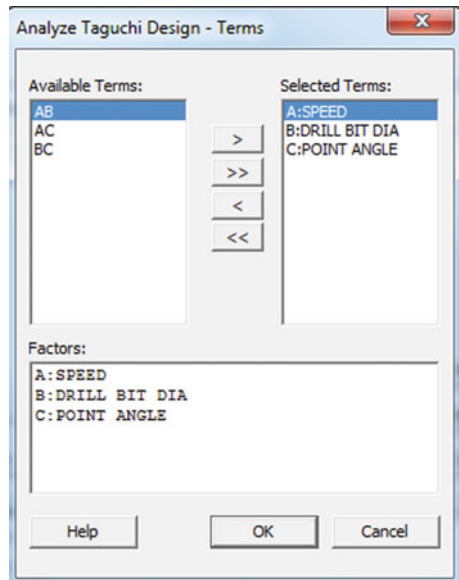 Analyze Taguchi Design - Terms
X
Available Terms:
AB
AC
BC
>
>>
<
<<
Selected Terms:
A:SPEED
B:DRILL BIT DIA
C:POINT ANGLE
Factors:
A:SPEED
B:DRILL BIT DIA
C:POINT ANGLE
Help
OK
Cancel